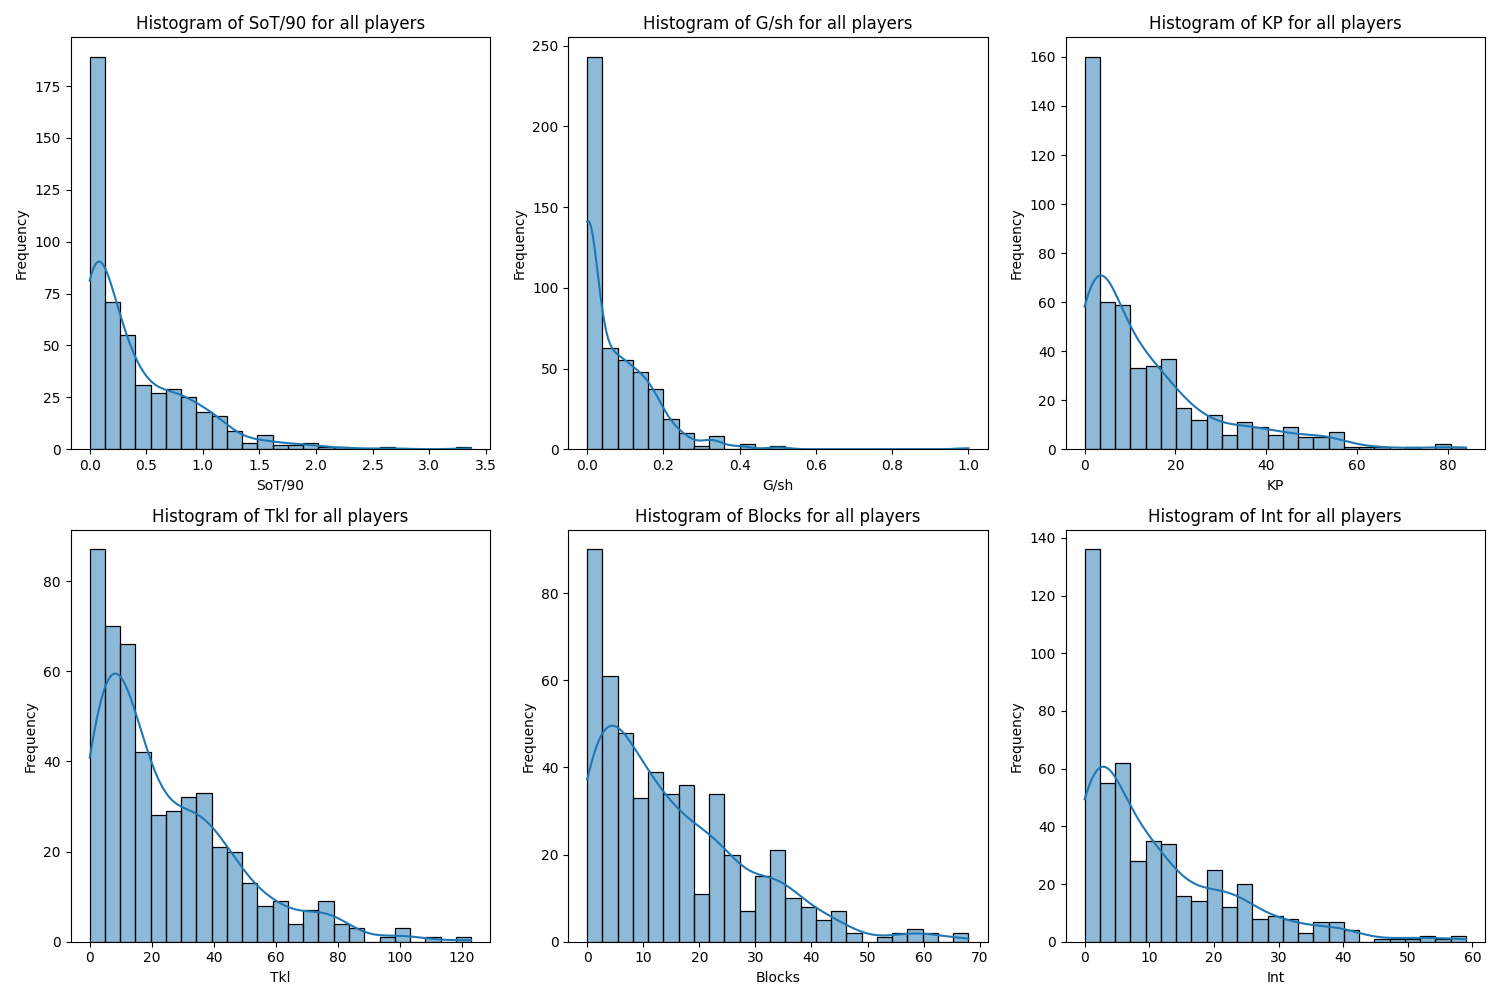 Histogram of SoT/90 for all players
Histogram of G/sh for all players
Histogram of KP for all players
Frequency
175
150
125
100
75
50
25
0
0.0 0.5 1.0 1.5 2.0 2.5 3.0 3.5
SoT/90
Frequency
250
200
150
100
50
0
0.0 0.2 0.4 0.6 0.8 1.0
G/sh
Frequency
160
140
120
100
80
60
40
20
0
0 20 40 60 80
KP
Histogram of Tkl for all players
Histogram of Blocks for all players
Histogram of Int for all players
Frequency
80
60
40
20
0
0 20 40 60 80 100 120
Tkl
Frequency
80
60
40
20
0
0 10 20 30 40 50 60 70
Blocks
Frequency
140
120
100
80
60
40
20
0
0 10 20 30 40 50 60
Int